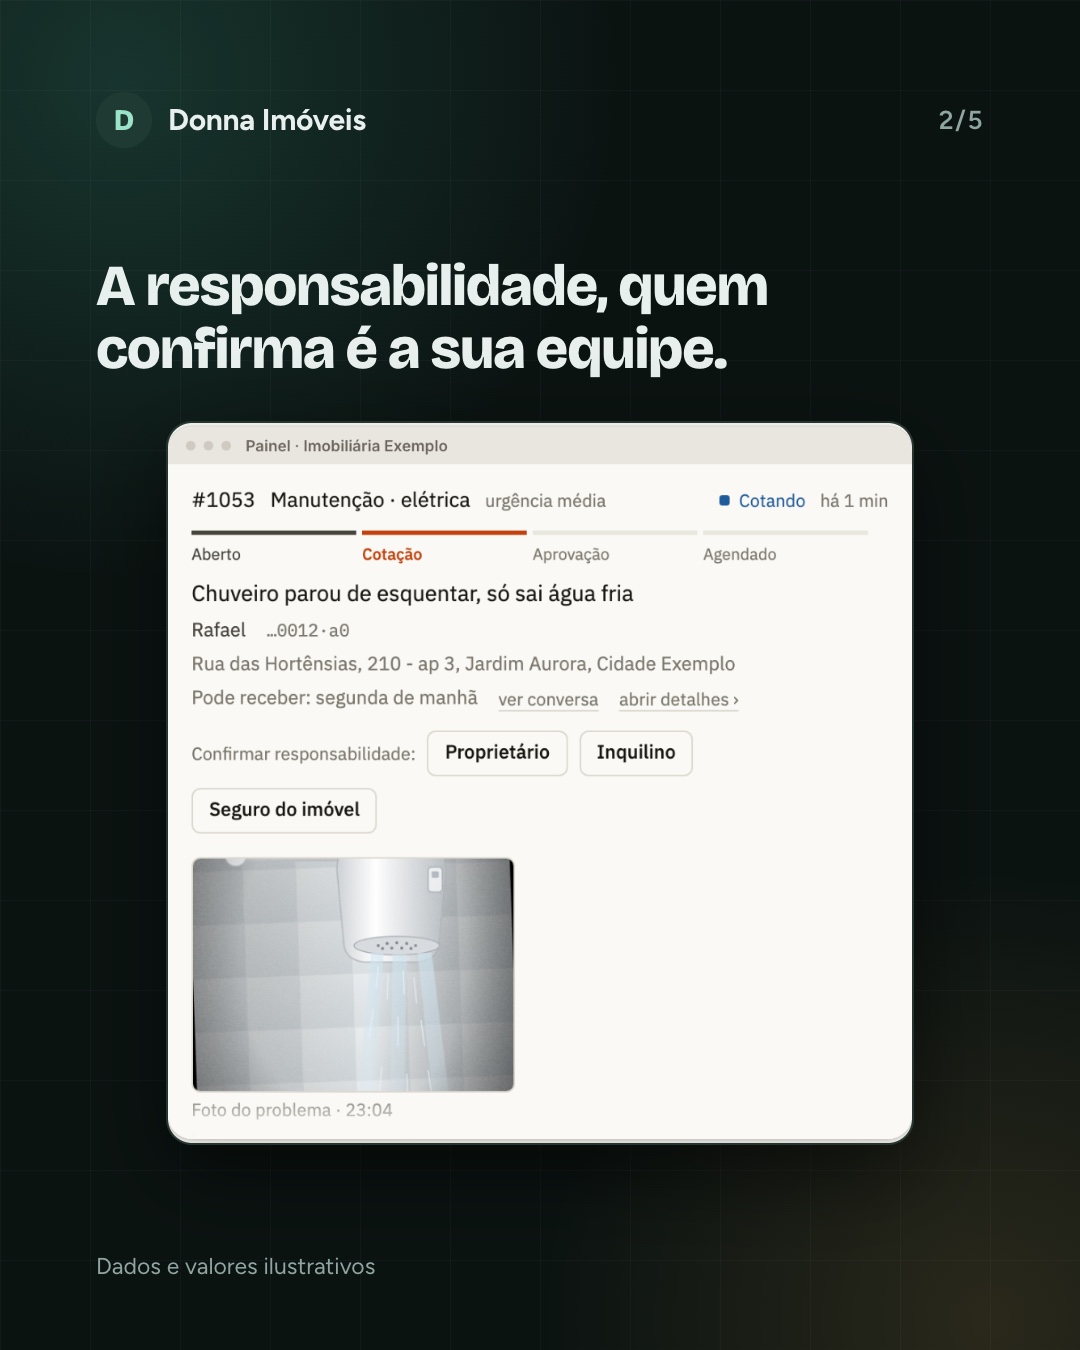 D Donna Imóveis 2/5
A responsabilidade, quem
confirma é a sua equipe.
Painel · Imobiliária Exemplo
#1053 Manutenção · elétrica urgência média Cotando há 1 min
Aberto Cotação Aprovação Agendado
Chuveiro parou de esquentar, só sai água fria
Rafael …0012·a0
Rua das Hortênsias, 210 - ap 3, Jardim Aurora, Cidade Exemplo
Pode receber: segunda de manhã ver conversa abrir detalhes ›
Confirmar responsabilidade: Proprietário Inquilino
Seguro do imóvel
Foto do problema · 23:04
Dados e valores ilustrativos